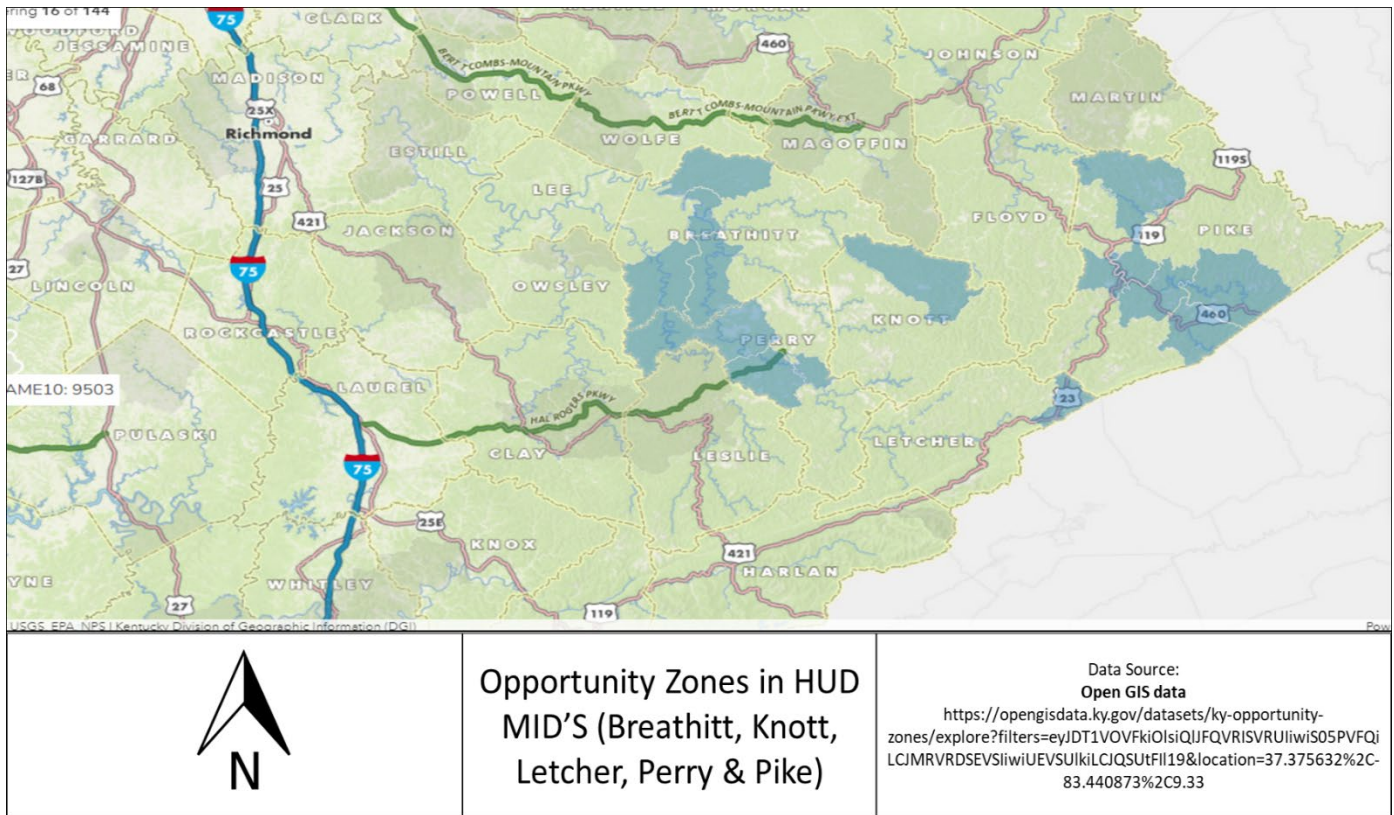 ring 16 of 144
75
CLARK
460
JOHNSON
JESSAMINE
MADISON
BERT T COMBS-MOUNTAIN PKWY
68
POWELL
MARTIN
25X
BERT T COMBS-MOUNTAIN PKWY EXT
Richmond
GARRARD
WOLFE
MAGOFFIN
ESTILL
119S
127B
25
LEE
421
FLOYD
JACKSON
BREATHITT
119
PIKE
27
75
LINCOLN
OWSLEY
460
KNOTT
ROCKCASTLE
PERRY
AME10: 9503
LAUREL
23
HAL ROGERS PKWY
PULASKI
LETCHER
CLAY
LESLIE
75
25E
KNOX
421
HARLAN
YNE
WHITLEY
27
119
USGS, EPA, NPS | Kentucky Division of Geographic Information (DGI)
Pow
N
Opportunity Zones in HUD
MID'S (Breathitt, Knott,
Letcher, Perry & Pike)
Data Source:
Open GIS data
https://opengisdata.ky.gov/datasets/ky-opportunity-
zones/explore?filters=eyJDT1VOVFkiOlsiQlJFQVRISVRUIiwiS05PVFQi
LCJMRVRDSEVSIiwiUEVSUlkiLCJQSUtFIl19&location=37.375632%2C-
83.440873%2C9.33